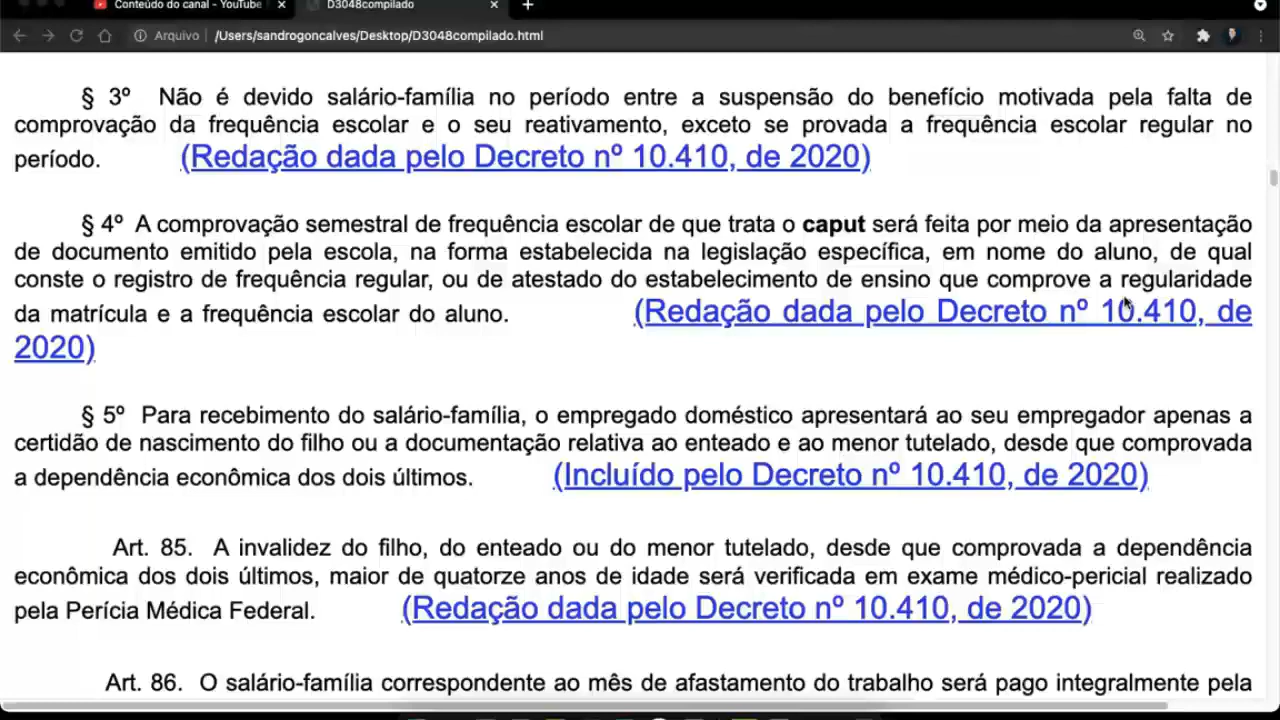 Conteúdo do canal - YouTube
D3048compilado
Arquivo | /Users/sandrogoncalves/Desktop/D3048compilado.html
§ 3º Não é devido salário-família no período entre a suspensão do benefício motivada pela falta de
comprovação da frequência escolar e o seu reativamento, exceto se provada a frequência escolar regular no
período. (Redação dada pelo Decreto nº 10.410, de 2020)
§ 4º A comprovação semestral de frequência escolar de que trata o caput será feita por meio da apresentação
de documento emitido pela escola, na forma estabelecida na legislação específica, em nome do aluno, de qual
conste o registro de frequência regular, ou de atestado do estabelecimento de ensino que comprove a regularidade
da matrícula e a frequência escolar do aluno. (Redação dada pelo Decreto nº 10.410, de
2020)
§ 5º Para recebimento do salário-família, o empregado doméstico apresentará ao seu empregador apenas a
certidão de nascimento do filho ou a documentação relativa ao enteado e ao menor tutelado, desde que comprovada
a dependência econômica dos dois últimos. (Incluído pelo Decreto nº 10.410, de 2020)
Art. 85. A invalidez do filho, do enteado ou do menor tutelado, desde que comprovada a dependência
econômica dos dois últimos, maior de quatorze anos de idade será verificada em exame médico-pericial realizado
pela Perícia Médica Federal. (Redação dada pelo Decreto nº 10.410, de 2020)
Art. 86. O salário-família correspondente ao mês de afastamento do trabalho será pago integralmente pela